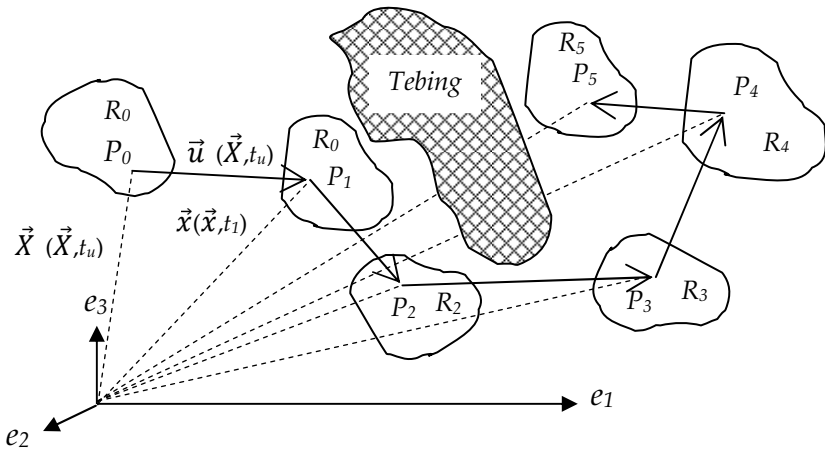 R₀
P₀
u⃗ (X⃗,tᵤ)
R₀
P₁
Tebing
R₅
P₅
P₄
R₄
X⃗ (X⃗,tᵤ)
x⃗(x⃗,t₁)
P₂ R₂
P₃ R₃
e₃
e₁
e₂